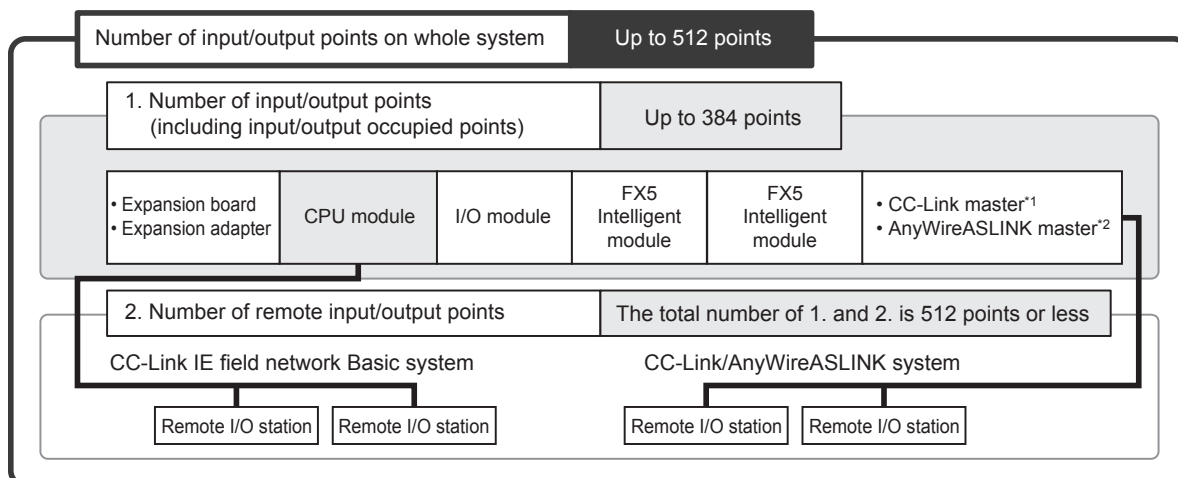 Number of input/output points on whole system
Up to 512 points
1. Number of input/output points
(including input/output occupied points)
Up to 384 points
• Expansion board
• Expansion adapter
CPU module
I/O module
FX5
Intelligent
module
FX5
Intelligent
module
• CC-Link master*1
• AnyWireASLINK master*2
2. Number of remote input/output points
The total number of 1. and 2. is 512 points or less
CC-Link IE field network Basic system
CC-Link/AnyWireASLINK system
Remote I/O station
Remote I/O station
Remote I/O station
Remote I/O station